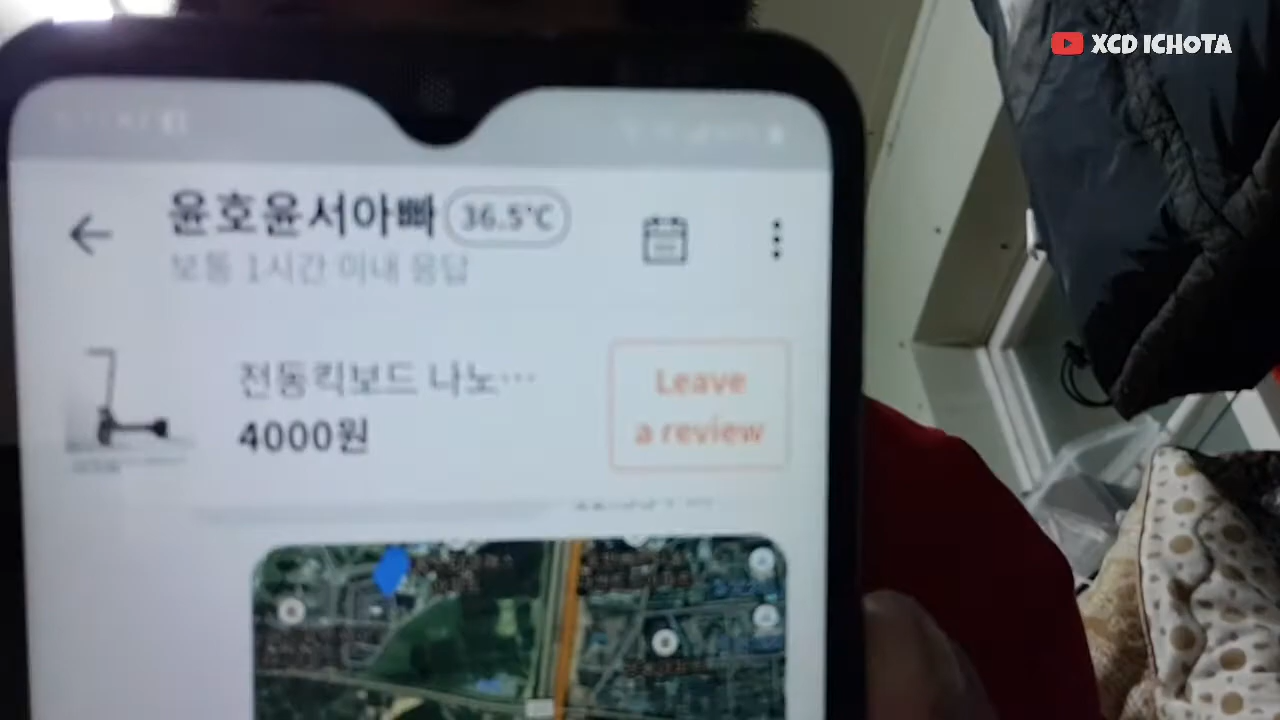 XCD ICHOTA
윤호윤서아빠 36.5°C
보통 1시간 이내 응답
전동킥보드 나노…
4000원
Leave
a review